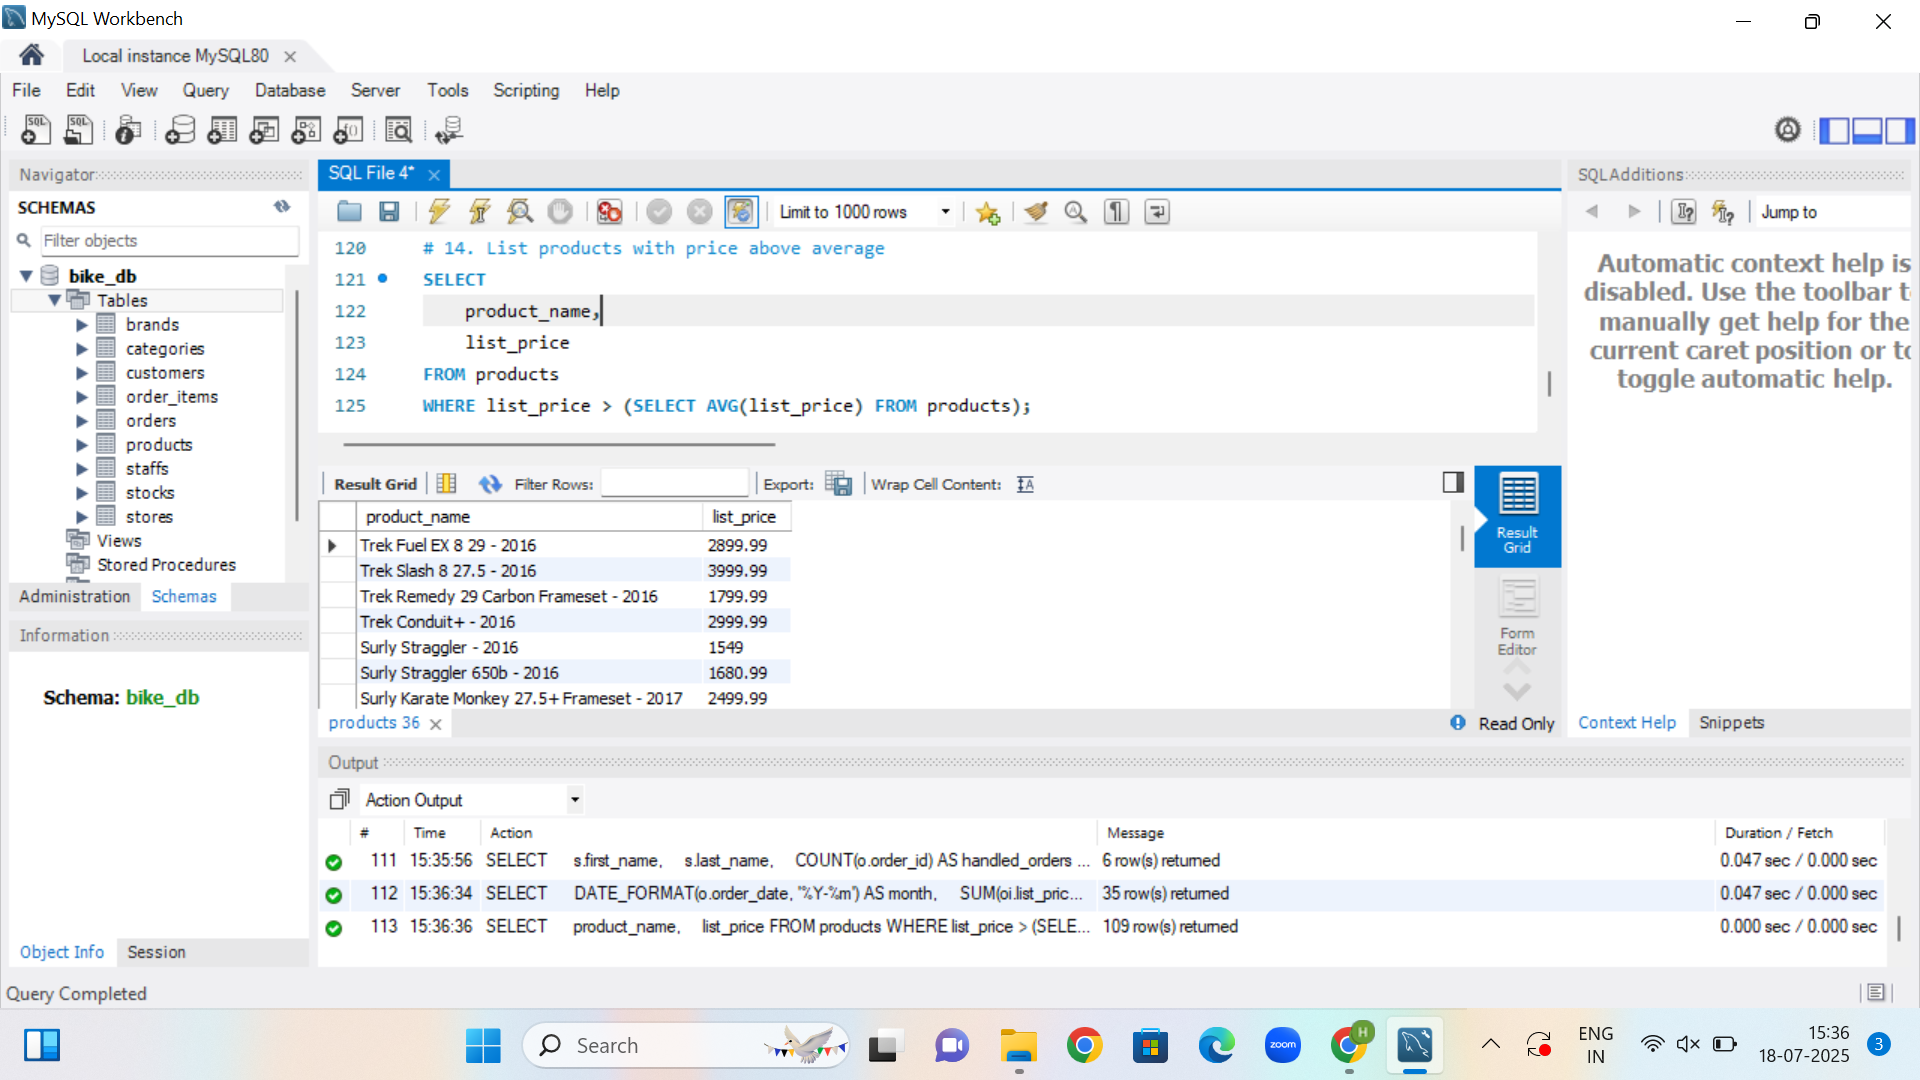 MySQL Workbench
Local instance MySQL80
File Edit View Query Database Server Tools Scripting Help
Navigator
SCHEMAS
Filter objects
bike_db
Tables
brands
categories
customers
order_items
orders
products
staffs
stocks
stores
Views
Stored Procedures
Administration Schemas
Information
Schema: bike_db
Object Info Session
SQL File 4*
Limit to 1000 rows
120 # 14. List products with price above average
121 SELECT
122 product_name,
123 list_price
124 FROM products
125 WHERE list_price > (SELECT AVG(list_price) FROM products);
Result Grid Filter Rows: Export: Wrap Cell Content:
product_name list_price
Trek Fuel EX 8 29 - 2016 2899.99
Trek Slash 8 27.5 - 2016 3999.99
Trek Remedy 29 Carbon Frameset - 2016 1799.99
Trek Conduit+ - 2016 2999.99
Surly Straggler - 2016 1549
Surly Straggler 650b - 2016 1680.99
Surly Karate Monkey 27.5+ Frameset - 2017 2499.99
Result
Grid
Form
Editor
products 36
Read Only
SQLAdditions
Jump to
Automatic context help is
disabled. Use the toolbar t
manually get help for the
current caret position or to
toggle automatic help.
Context Help Snippets
Output
Action Output
# Time Action Message Duration / Fetch
111 15:35:56 SELECT s.first_name, s.last_name, COUNT(o.order_id) AS handled_orders ... 6 row(s) returned 0.047 sec / 0.000 sec
112 15:36:34 SELECT DATE_FORMAT(o.order_date, '%Y-%m') AS month, SUM(oi.list_pric... 35 row(s) returned 0.047 sec / 0.000 sec
113 15:36:36 SELECT product_name, list_price FROM products WHERE list_price > (SELE... 109 row(s) returned 0.000 sec / 0.000 sec
Query Completed
Search
zoom
H
ENG
IN
15:36
18-07-2025
3